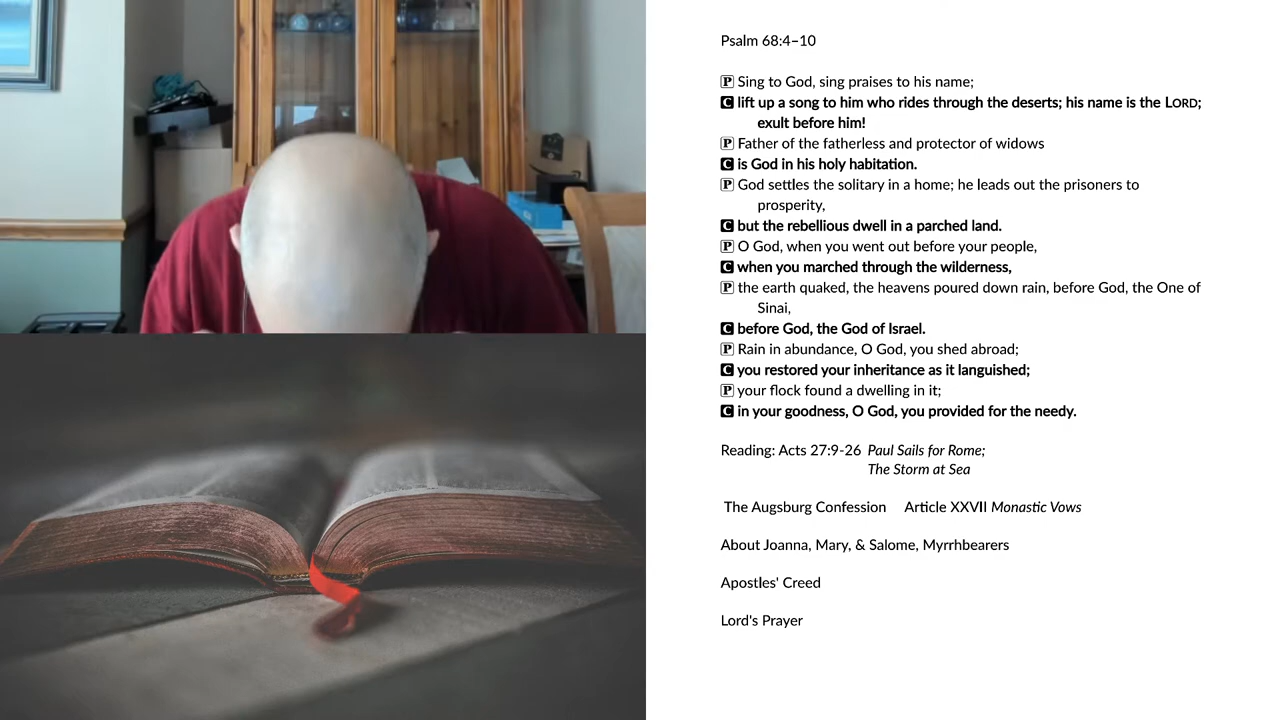 Psalm 68:4–10
P Sing to God, sing praises to his name;
C lift up a song to him who rides through the deserts; his name is the LORD;
exult before him!
P Father of the fatherless and protector of widows
C is God in his holy habitation.
P God settles the solitary in a home; he leads out the prisoners to
prosperity,
C but the rebellious dwell in a parched land.
P O God, when you went out before your people,
C when you marched through the wilderness,
P the earth quaked, the heavens poured down rain, before God, the One of
Sinai,
C before God, the God of Israel.
P Rain in abundance, O God, you shed abroad;
C you restored your inheritance as it languished;
P your flock found a dwelling in it;
C in your goodness, O God, you provided for the needy.
Reading: Acts 27:9-26 Paul Sails for Rome;
The Storm at Sea
The Augsburg Confession Article XXVII Monastic Vows
About Joanna, Mary, & Salome, Myrrhbearers
Apostles' Creed
Lord's Prayer